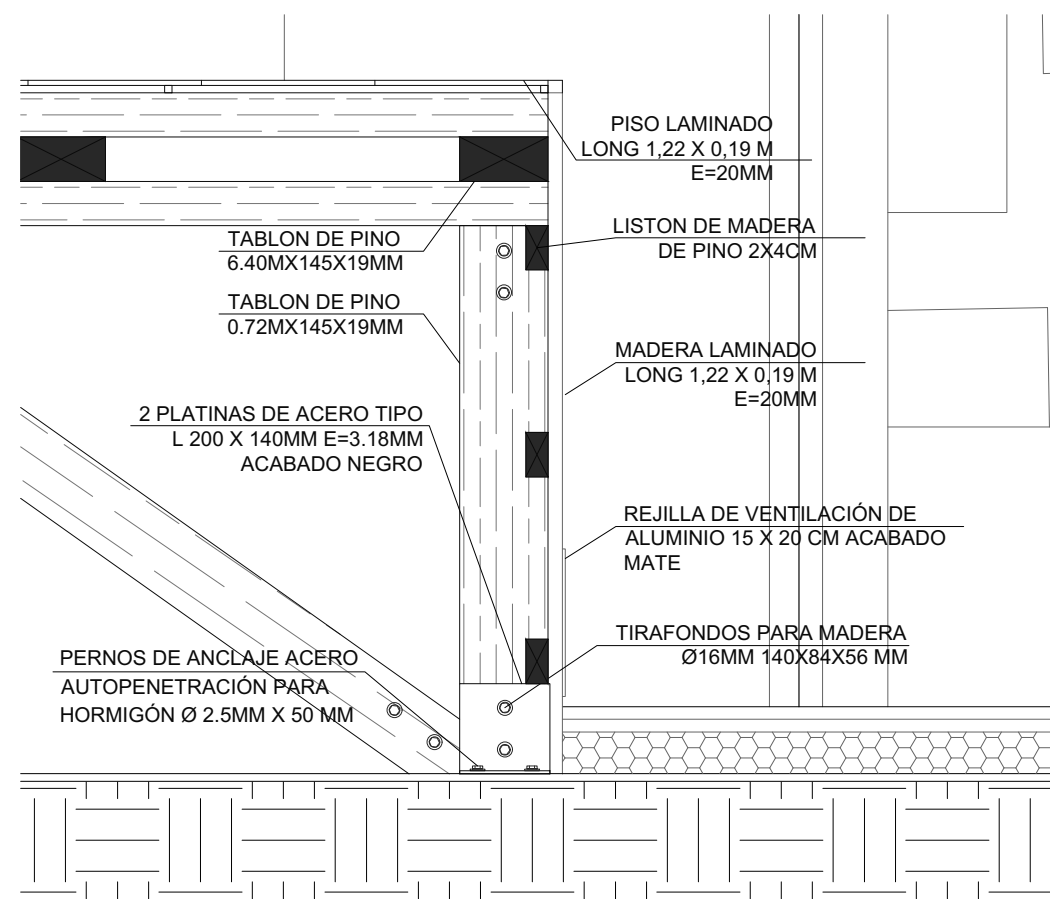 PISO LAMINADO
LONG 1,22 X 0,19 M
E=20MM
TABLON DE PINO
6.40MX145X19MM
LISTON DE MADERA
DE PINO 2X4CM
TABLON DE PINO
0.72MX145X19MM
MADERA LAMINADO
LONG 1,22 X 0,19 M
E=20MM
2 PLATINAS DE ACERO TIPO
L 200 X 140MM E=3.18MM
ACABADO NEGRO
REJILLA DE VENTILACIÓN DE
ALUMINIO 15 X 20 CM ACABADO
MATE
TIRAFONDOS PARA MADERA
Ø16MM 140X84X56 MM
PERNOS DE ANCLAJE ACERO
AUTOPENETRACIÓN PARA
HORMIGÓN Ø 2.5MM X 50 MM